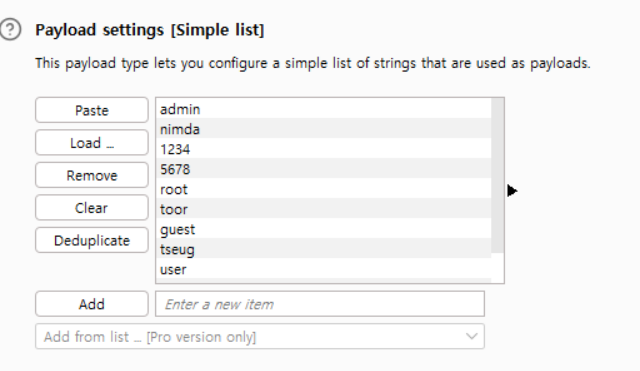 Payload settings [Simple list]
This payload type lets you configure a simple list of strings that are used as payloads.
Paste
Load ...
Remove
Clear
Deduplicate
admin
nimda
1234
5678
root
toor
guest
tseug
user
Add
Enter a new item
Add from list ... [Pro version only]